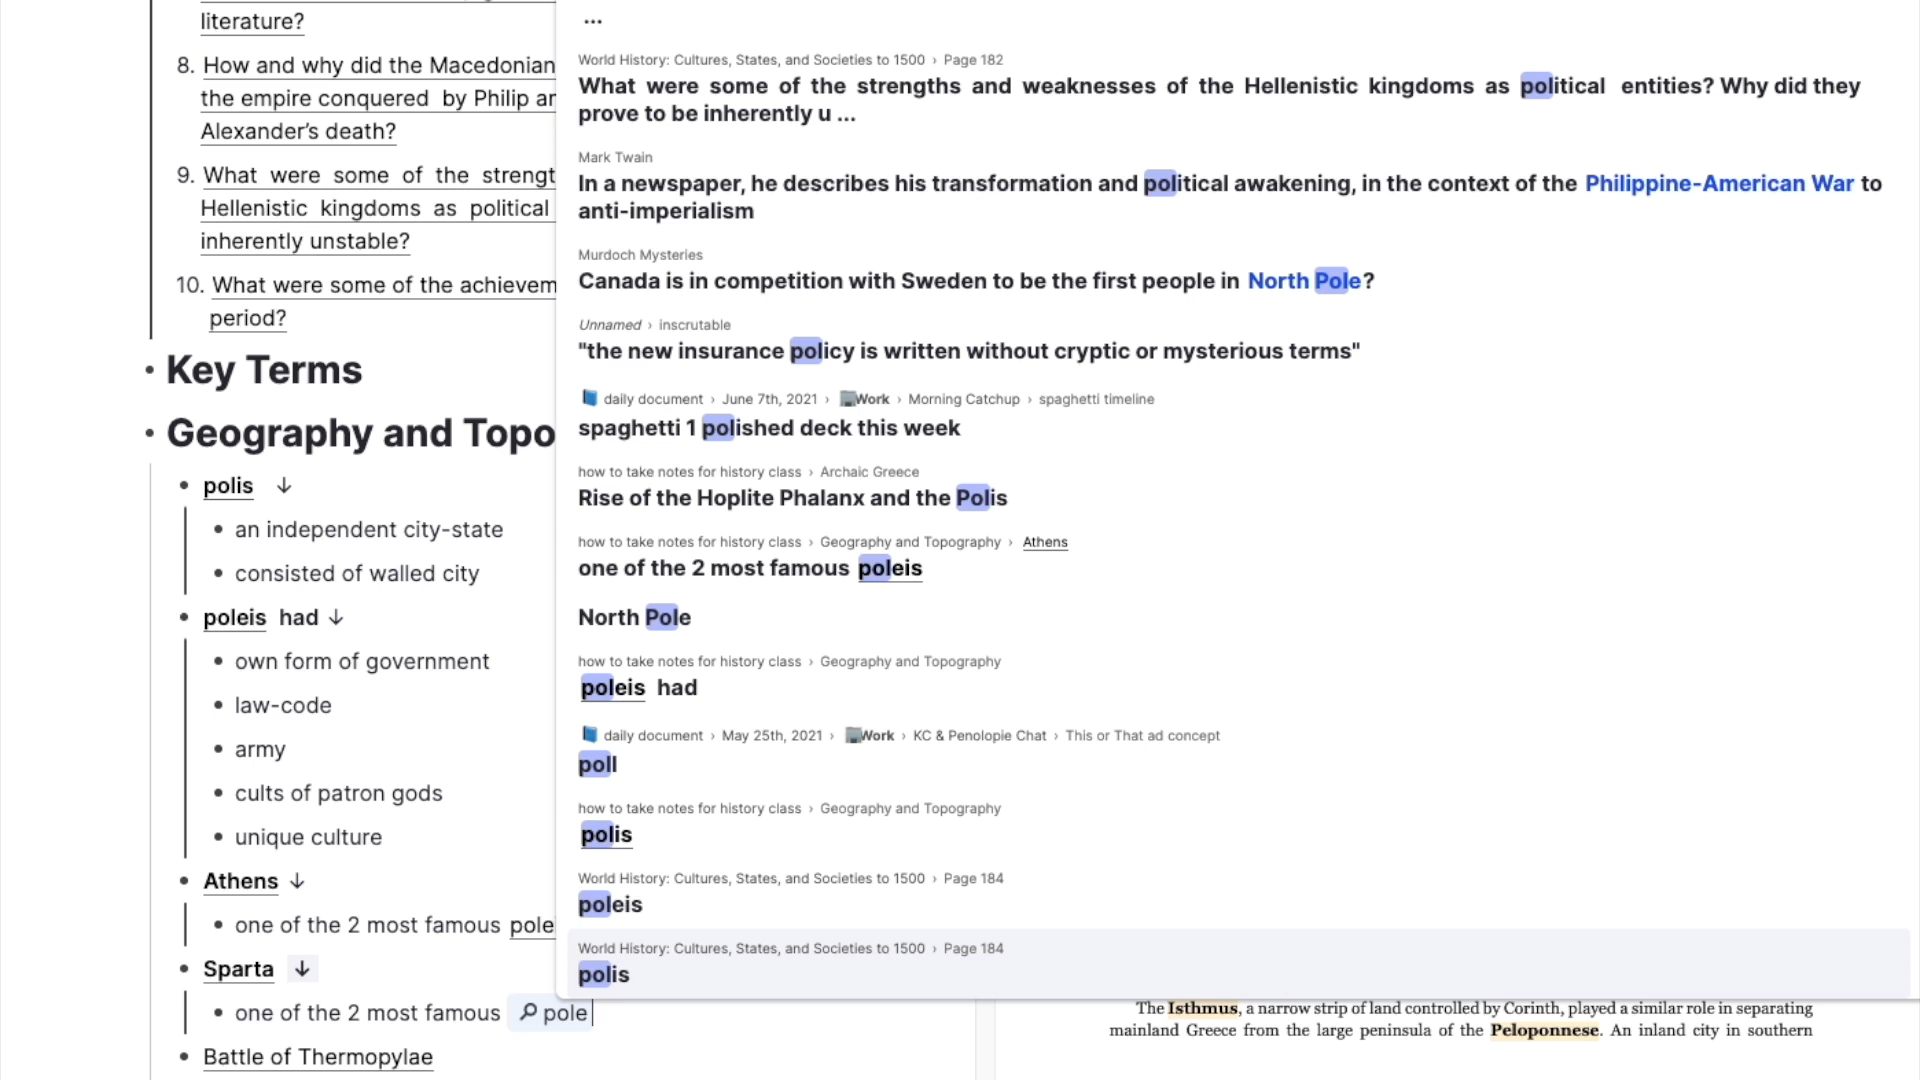 literature?
8. How and why did the Macedonian
the empire conquered by Philip ar
Alexander’s death?
9. What were some of the strengt
Hellenistic kingdoms as political
inherently unstable?
10. What were some of the achievem
period?
• Key Terms
• Geography and Topo
• polis ↓
• an independent city-state
• consisted of walled city
• poleis had ↓
• own form of government
• law-code
• army
• cults of patron gods
• unique culture
• Athens ↓
• one of the 2 most famous pole
• Sparta ↓
• one of the 2 most famous pole
• Battle of Thermopylae
...
World History: Cultures, States, and Societies to 1500 › Page 182
What were some of the strengths and weaknesses of the Hellenistic kingdoms as political entities? Why did they
prove to be inherently u ...
Mark Twain
In a newspaper, he describes his transformation and political awakening, in the context of the Philippine-American War to
anti-imperialism
Murdoch Mysteries
Canada is in competition with Sweden to be the first people in North Pole?
Unnamed › inscrutable
"the new insurance policy is written without cryptic or mysterious terms"
daily document › June 7th, 2021 › Work › Morning Catchup › spaghetti timeline
spaghetti 1 polished deck this week
how to take notes for history class › Archaic Greece
Rise of the Hoplite Phalanx and the Polis
how to take notes for history class › Geography and Topography › Athens
one of the 2 most famous poleis
North Pole
how to take notes for history class › Geography and Topography
poleis had
daily document › May 25th, 2021 › Work › KC & Penolopie Chat › This or That ad concept
poll
how to take notes for history class › Geography and Topography
polis
World History: Cultures, States, and Societies to 1500 › Page 184
poleis
World History: Cultures, States, and Societies to 1500 › Page 184
polis
The Isthmus, a narrow strip of land controlled by Corinth, played a similar role in separating
mainland Greece from the large peninsula of the Peloponnese. An inland city in southern